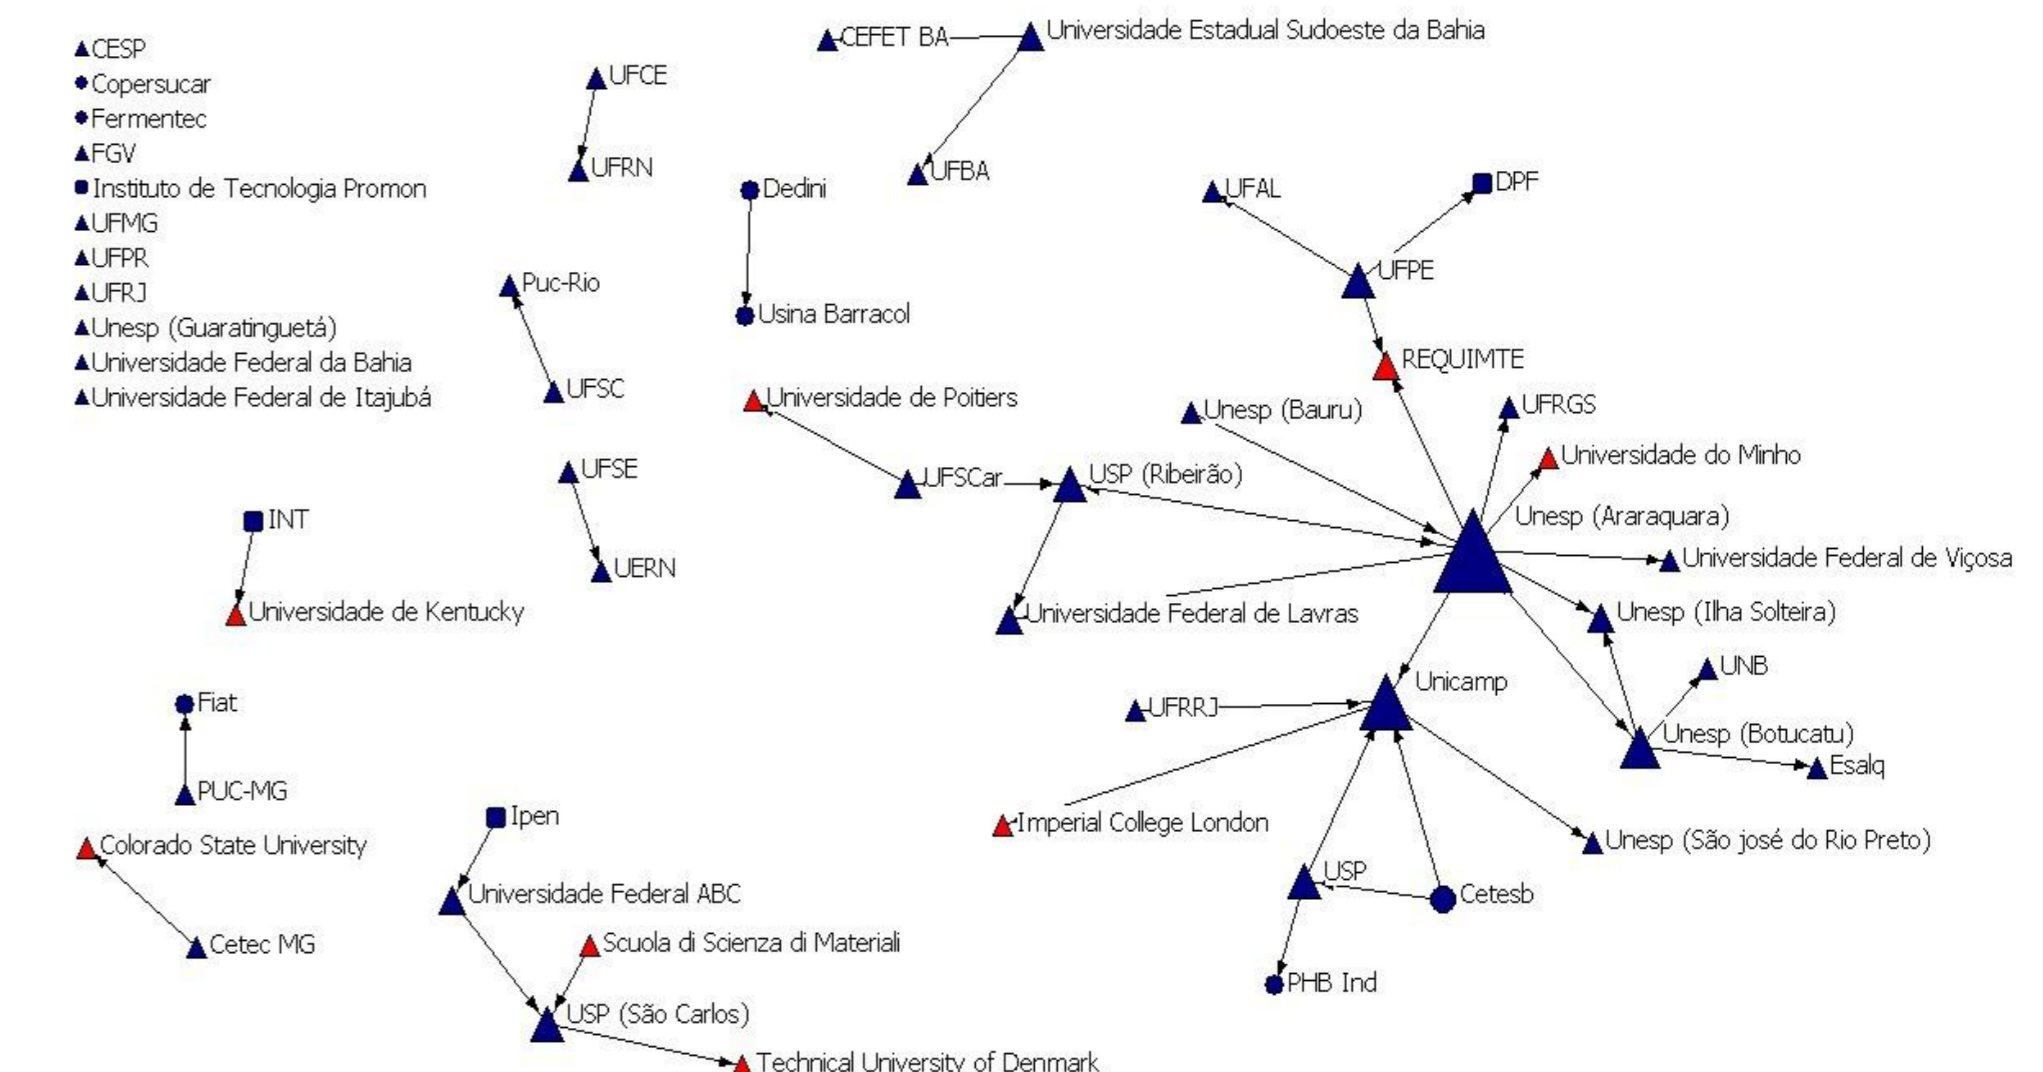 CESP
Copersucar
Fermentec
FGV
Instituto de Tecnologia Promon
UFMG
UFPR
UFRJ
Unesp (Guaratinguetá)
Universidade Federal da Bahia
Universidade Federal de Itajubá
CEFET BA
Universidade Estadual Sudoeste da Bahia
UFCE
UFRN
UFBA
Dedini
Usina Barracol
UFAL
DPF
UFPE
REQUIMTE
Puc-Rio
UFSC
Universidade de Poitiers
Unesp (Bauru)
UFRGS
Universidade do Minho
UFSCar
USP (Ribeirão)
Unesp (Araraquara)
Universidade Federal de Viçosa
UFSE
UERN
INT
Universidade de Kentucky
Universidade Federal de Lavras
Unesp (Ilha Solteira)
UNB
Unicamp
UFRRJ
Unesp (Botucatu)
Esalq
Fiat
PUC-MG
Ipen
Imperial College London
Unesp (São josé do Rio Preto)
Colorado State University
Universidade Federal ABC
USP
Cetesb
Cetec MG
Scuola di Scienza di Materiali
PHB Ind
USP (São Carlos)
Technical University of Denmark